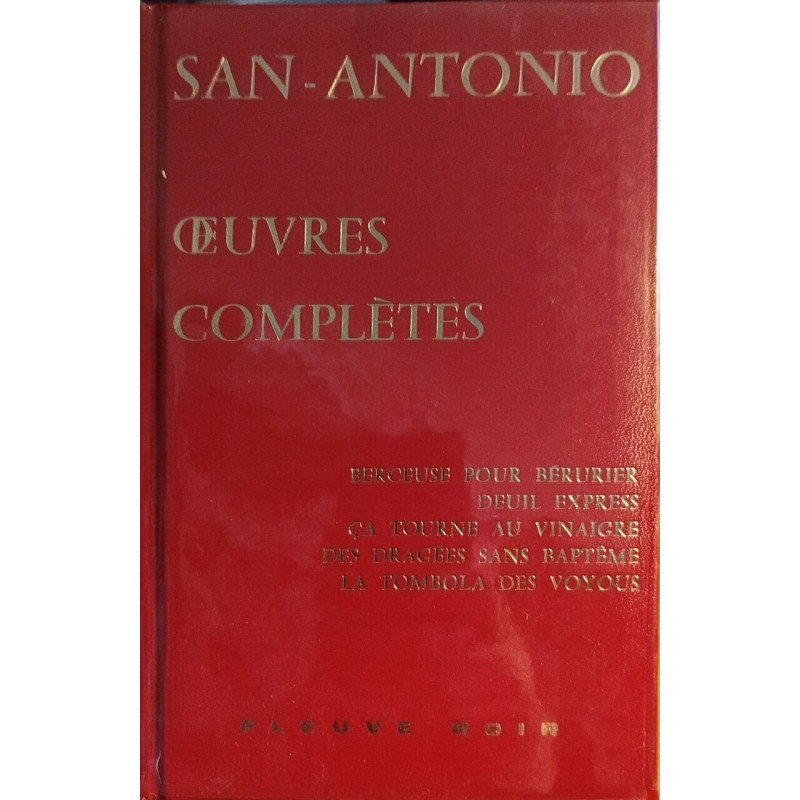 SAN-ANTONIO
ŒUVRES
COMPLÈTES
BERCEUSE POUR BÉRURIER
DEUIL EXPRESS
ÇA TOURNE AU VINAIGRE
DES DRAGÉES SANS BAPTÊME
LA TOMBOLA DES VOYOUS
FLEUVE NOIR